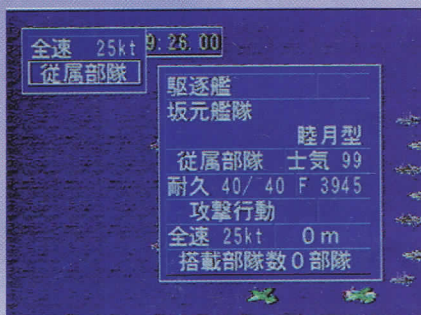 全速 25kt
9:26.00
従属部隊
駆逐艦
坂元艦隊
睦月型
従属部隊 士気 99
耐久 40/ 40 F 3945
攻撃行動
全速 25kt 0m
搭載部隊数0部隊